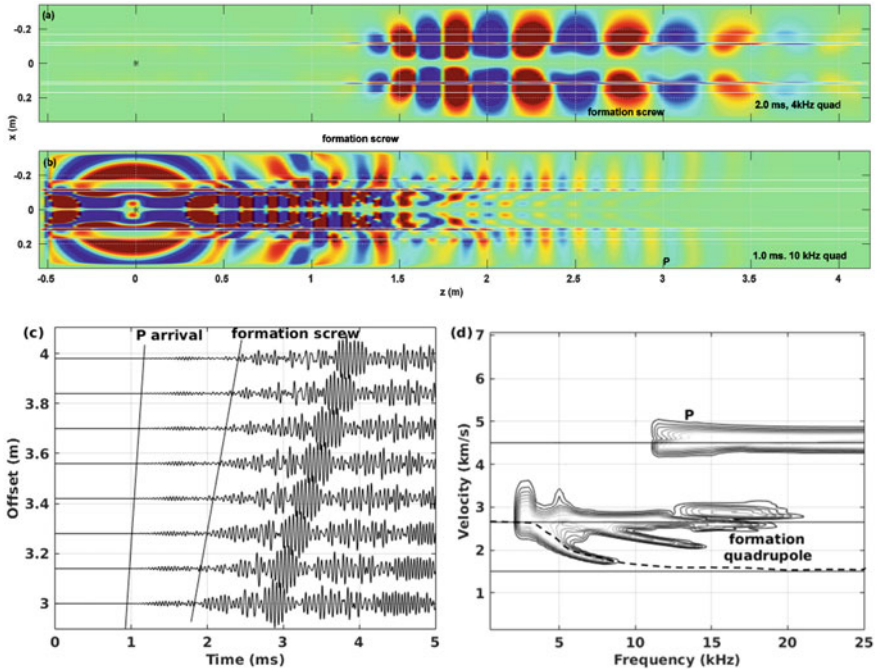 (a)
-0.2
0
0.2
x (m)
formation screw
2.0 ms, 4kHz quad
formation screw
(b)
-0.2
0
0.2
P
1.0 ms. 10 kHz quad
-0.5 0 0.5 1 1.5 2 2.5 3 3.5 4
z (m)
(c)
P arrival
formation screw
4
3.8
3.6
3.4
3.2
3
Offset (m)
0 1 2 3 4 5
Time (ms)
(d)
7
6
5
4
3
2
1
Velocity (km/s)
P
formation
quadrupole
5 10 15 20 25
Frequency (kHz)